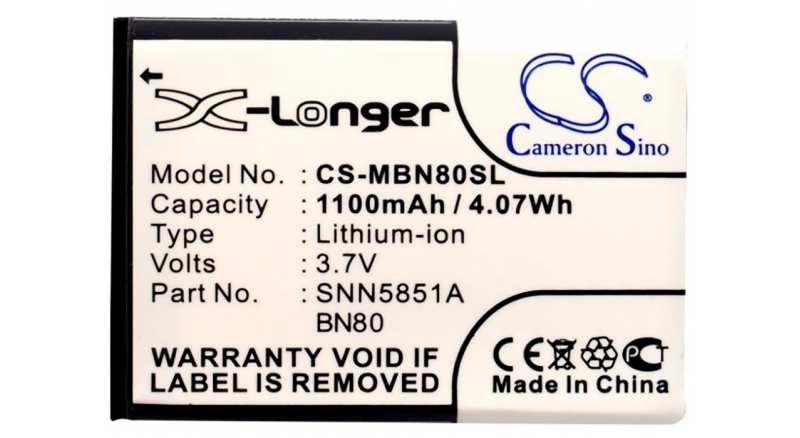 X-Longer
CS®
Cameron Sino
Model No. : CS-MBN80SL
Capacity : 1100mAh / 4.07Wh
Type : Lithium-ion
Volts : 3.7V
Part No. : SNN5851A
BN80
WARRANTY VOID IF
LABEL IS REMOVED
CE PCT
Made In China